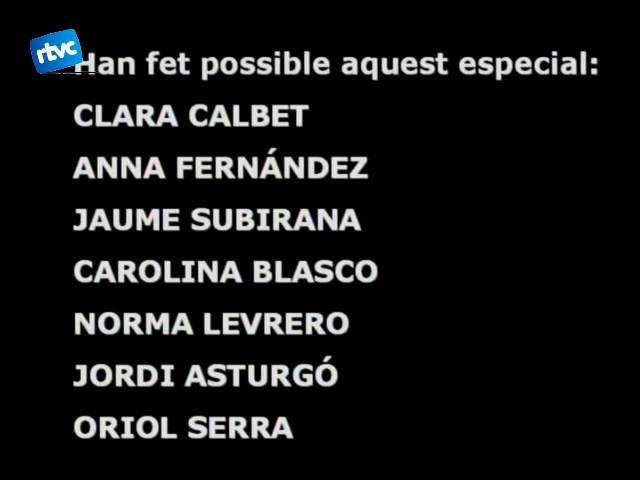 rtvc
Han fet possible aquest especial:
CLARA CALBET
ANNA FERNÁNDEZ
JAUME SUBIRANA
CAROLINA BLASCO
NORMA LEVRERO
JORDI ASTURGÓ
ORIOL SERRA